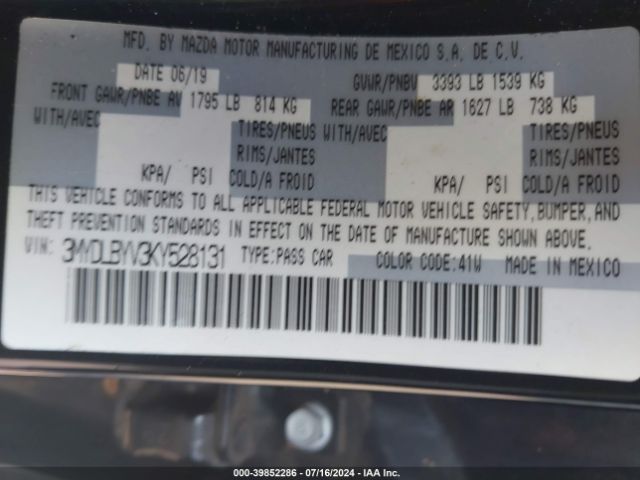 MFD. BY MAZDA MOTOR MANUFACTURING DE MEXICO S.A. DE C.V.
DATE 06/19 GVWR/PNBV 3393 LB 1539 KG
FRONT GAWR/PNBE AV 1795 LB 814 KG REAR GAWR/PNBE AR 1627 LB 738 KG
WITH/AVEC TIRES/PNEUS WITH/AVEC TIRES/PNEUS
RIMS/JANTES RIMS/JANTES
KPA/ PSI COLD/A FROID KPA/ PSI COLD/A FROID
THIS VEHICLE CONFORMS TO ALL APPLICABLE FEDERAL MOTOR VEHICLE SAFETY, BUMPER, AND
THEFT PREVENTION STANDARDS IN EFFECT ON THE DATE OF MANUFACTURE SHOWN ABOVE.
VIN: 3MYDLBYV3KY528131 TYPE:PASS CAR COLOR CODE:41W MADE IN MEXICO
000-39852286 - 07/16/2024 - IAA Inc.